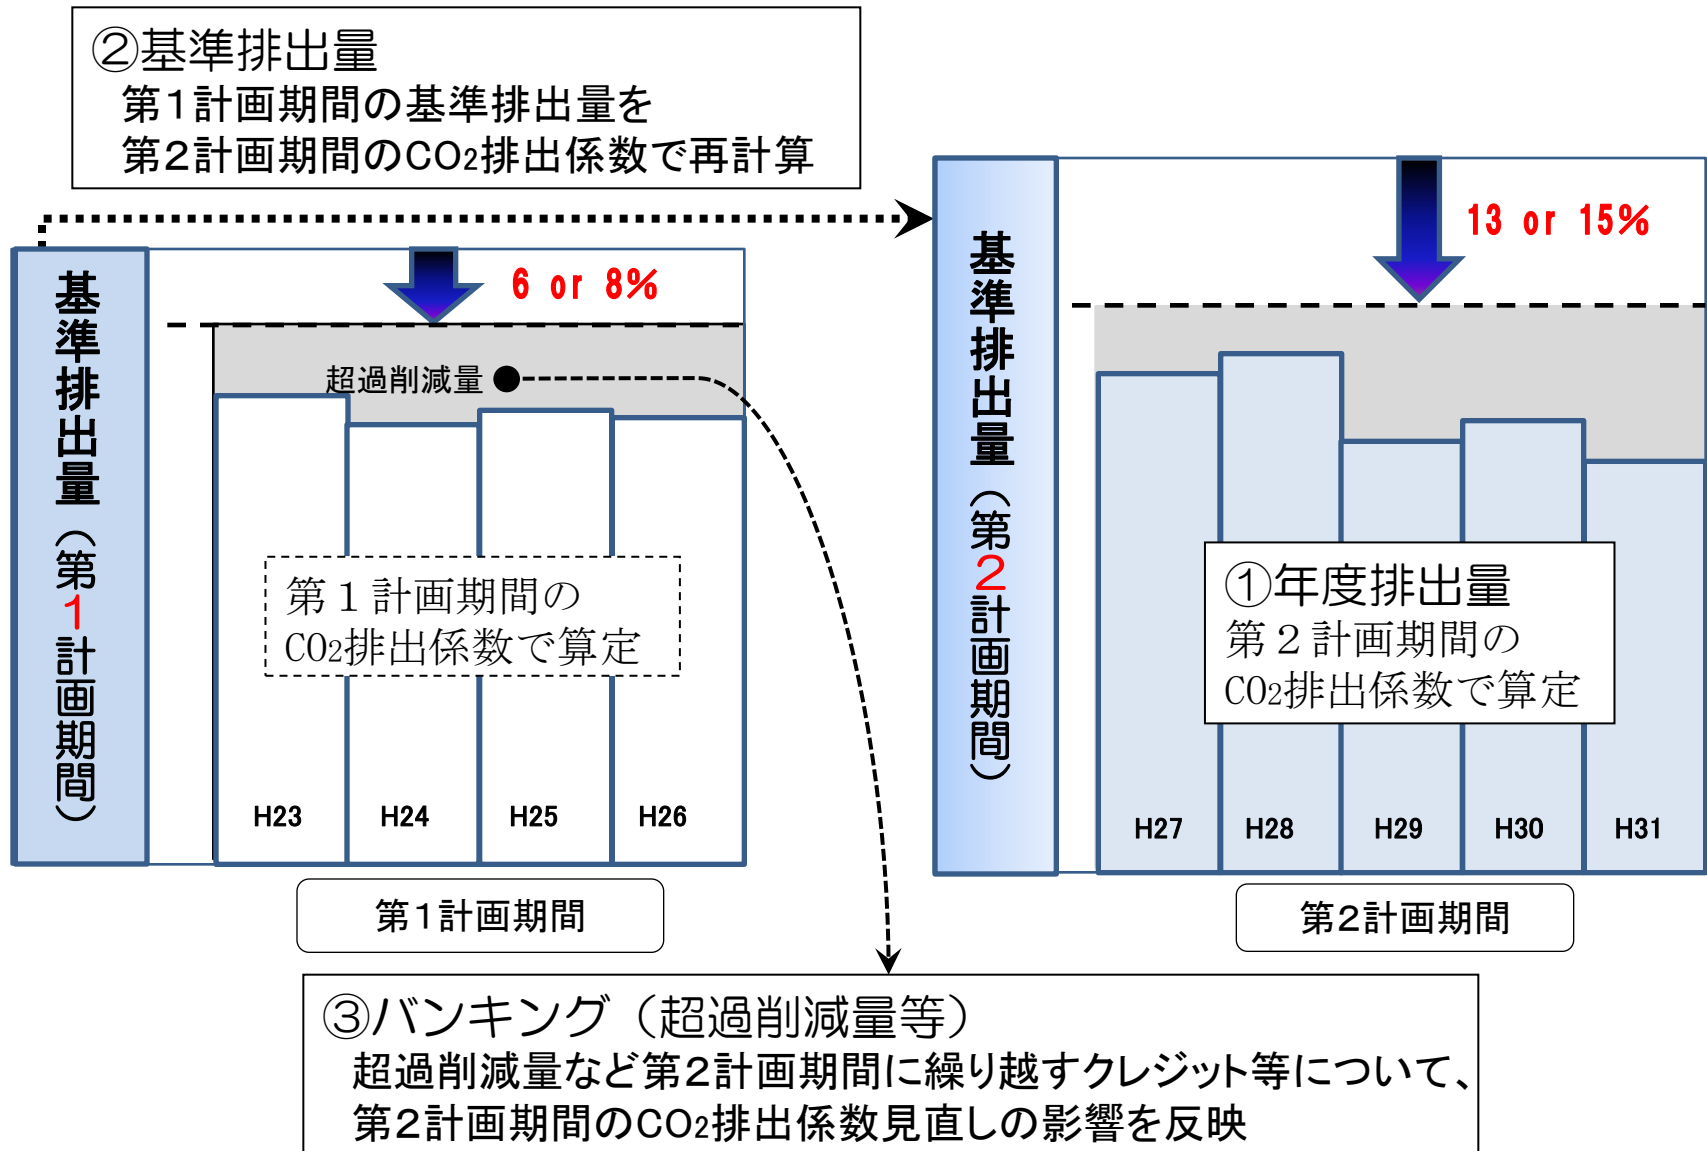 ②基準排出量
第1計画期間の基準排出量を
第2計画期間のCO2排出係数で再計算
基準排出量（第1計画期間）
6 or 8%
超過削減量
第１計画期間の
CO2排出係数で算定
H23
H24
H25
H26
第1計画期間
基準排出量（第2計画期間）
13 or 15%
①年度排出量
第２計画期間の
CO2排出係数で算定
H27
H28
H29
H30
H31
第2計画期間
③バンキング（超過削減量等）
超過削減量など第2計画期間に繰り越すクレジット等について、
第2計画期間のCO2排出係数見直しの影響を反映